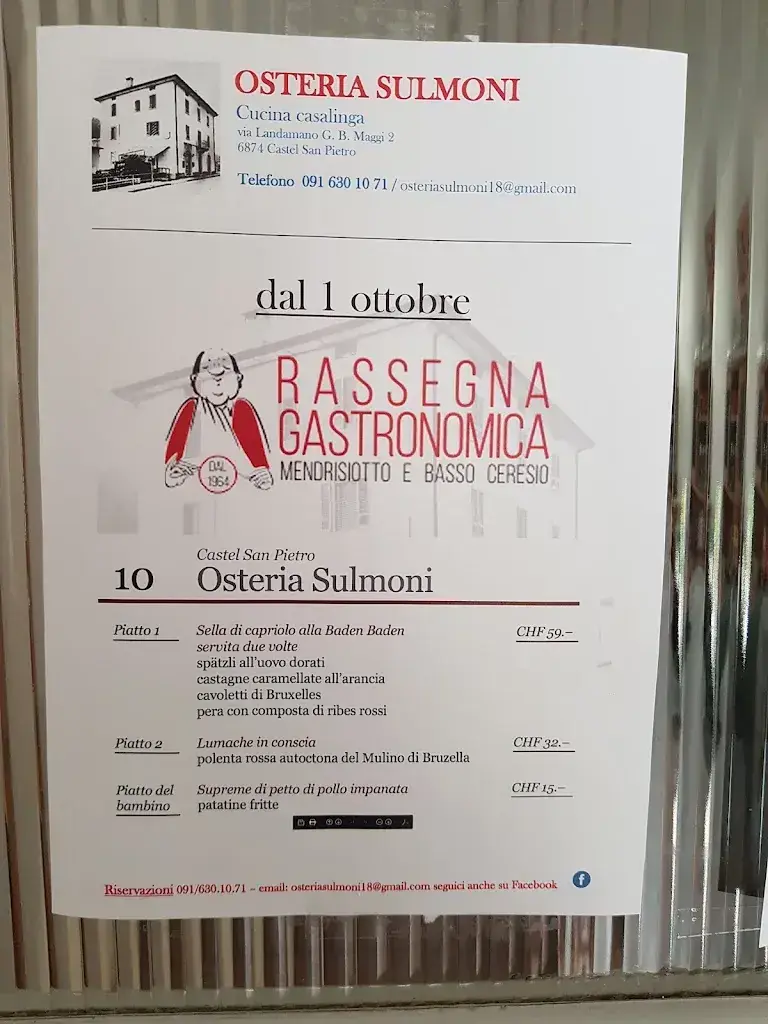 OSTERIA SULMONI
Cucina casalinga
via Landamano G. B. Maggi 2
6874 Castel San Pietro
Telefono 091 630 10 71 / osteriasulmoni18@gmail.com
dal 1 ottobre
RASSEGNA
GASTRONOMICA
MENDRISIOTTO E BASSO CERESIO
DAL
1964
Castel San Pietro
10 Osteria Sulmoni
Piatto 1 Sella di capriolo alla Baden Baden CHF 59.–
servita due volte
spätzli all'uovo dorati
castagne caramellate all'arancia
cavoletti di Bruxelles
pera con composta di ribes rossi
Piatto 2 Lumache in conscia CHF 32.–
polenta rossa autoctona del Mulino di Bruzella
Piatto del Supreme di petto di pollo impanata CHF 15.–
bambino patatine fritte
Riservazioni 091/630.10.71 – email: osteriasulmoni18@gmail.com seguici anche su Facebook f